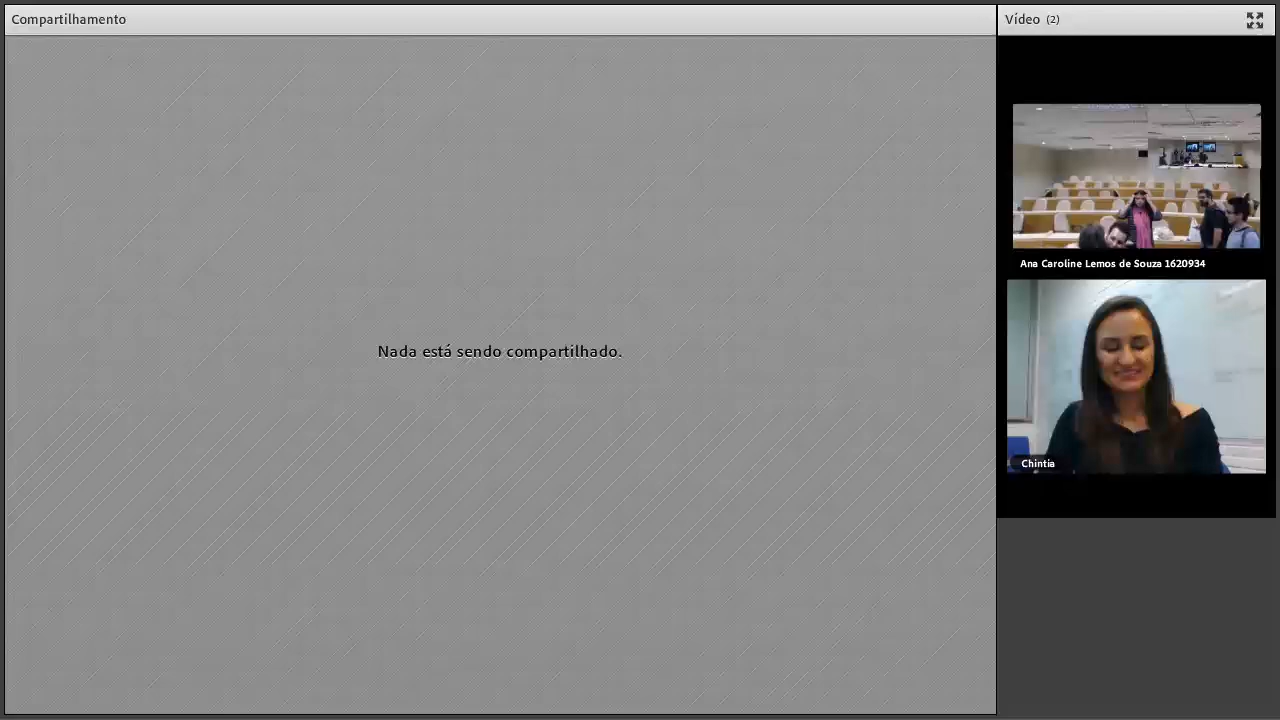 Compartilhamento
Vídeo (2)
Nada está sendo compartilhado.
Ana Caroline Lemos de Souza 1620934
Chintia